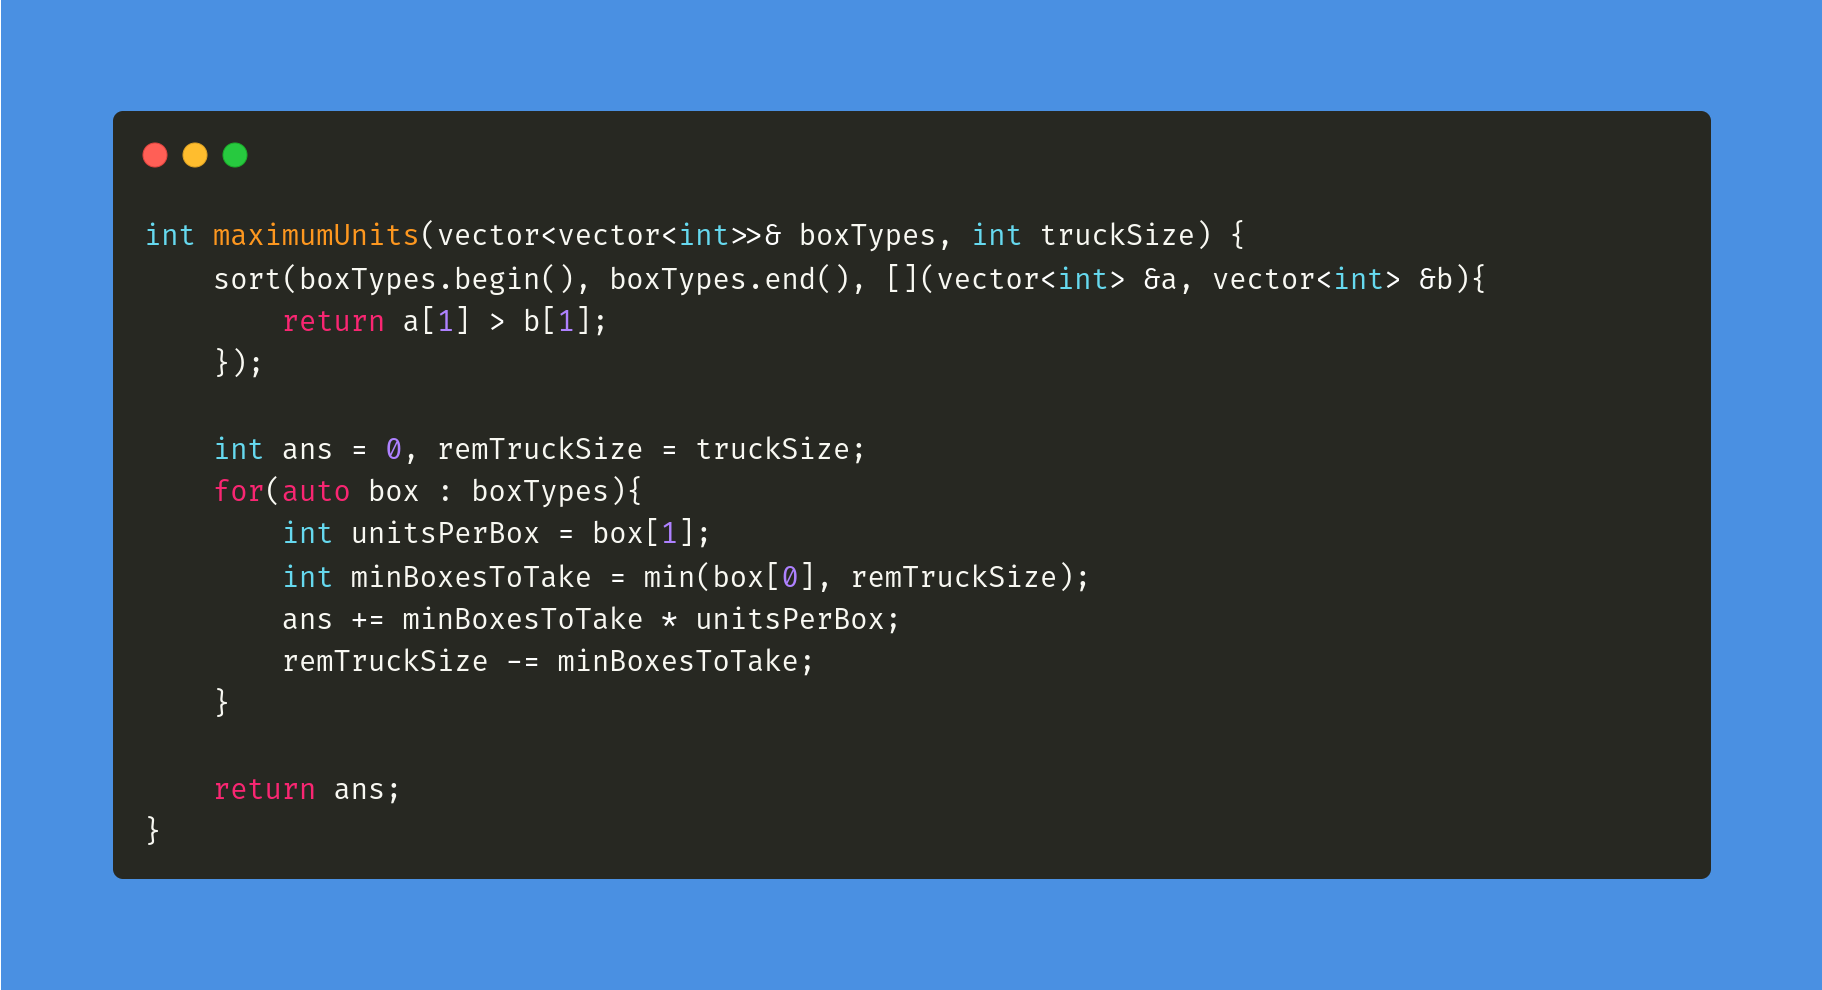 int maximumUnits(vector<vector<int>>& boxTypes, int truckSize) {
    sort(boxTypes.begin(), boxTypes.end(), [](vector<int> &a, vector<int> &b){
        return a[1] > b[1];
    });

    int ans = 0, remTruckSize = truckSize;
    for(auto box : boxTypes){
        int unitsPerBox = box[1];
        int minBoxesToTake = min(box[0], remTruckSize);
        ans += minBoxesToTake * unitsPerBox;
        remTruckSize -= minBoxesToTake;
    }

    return ans;
}